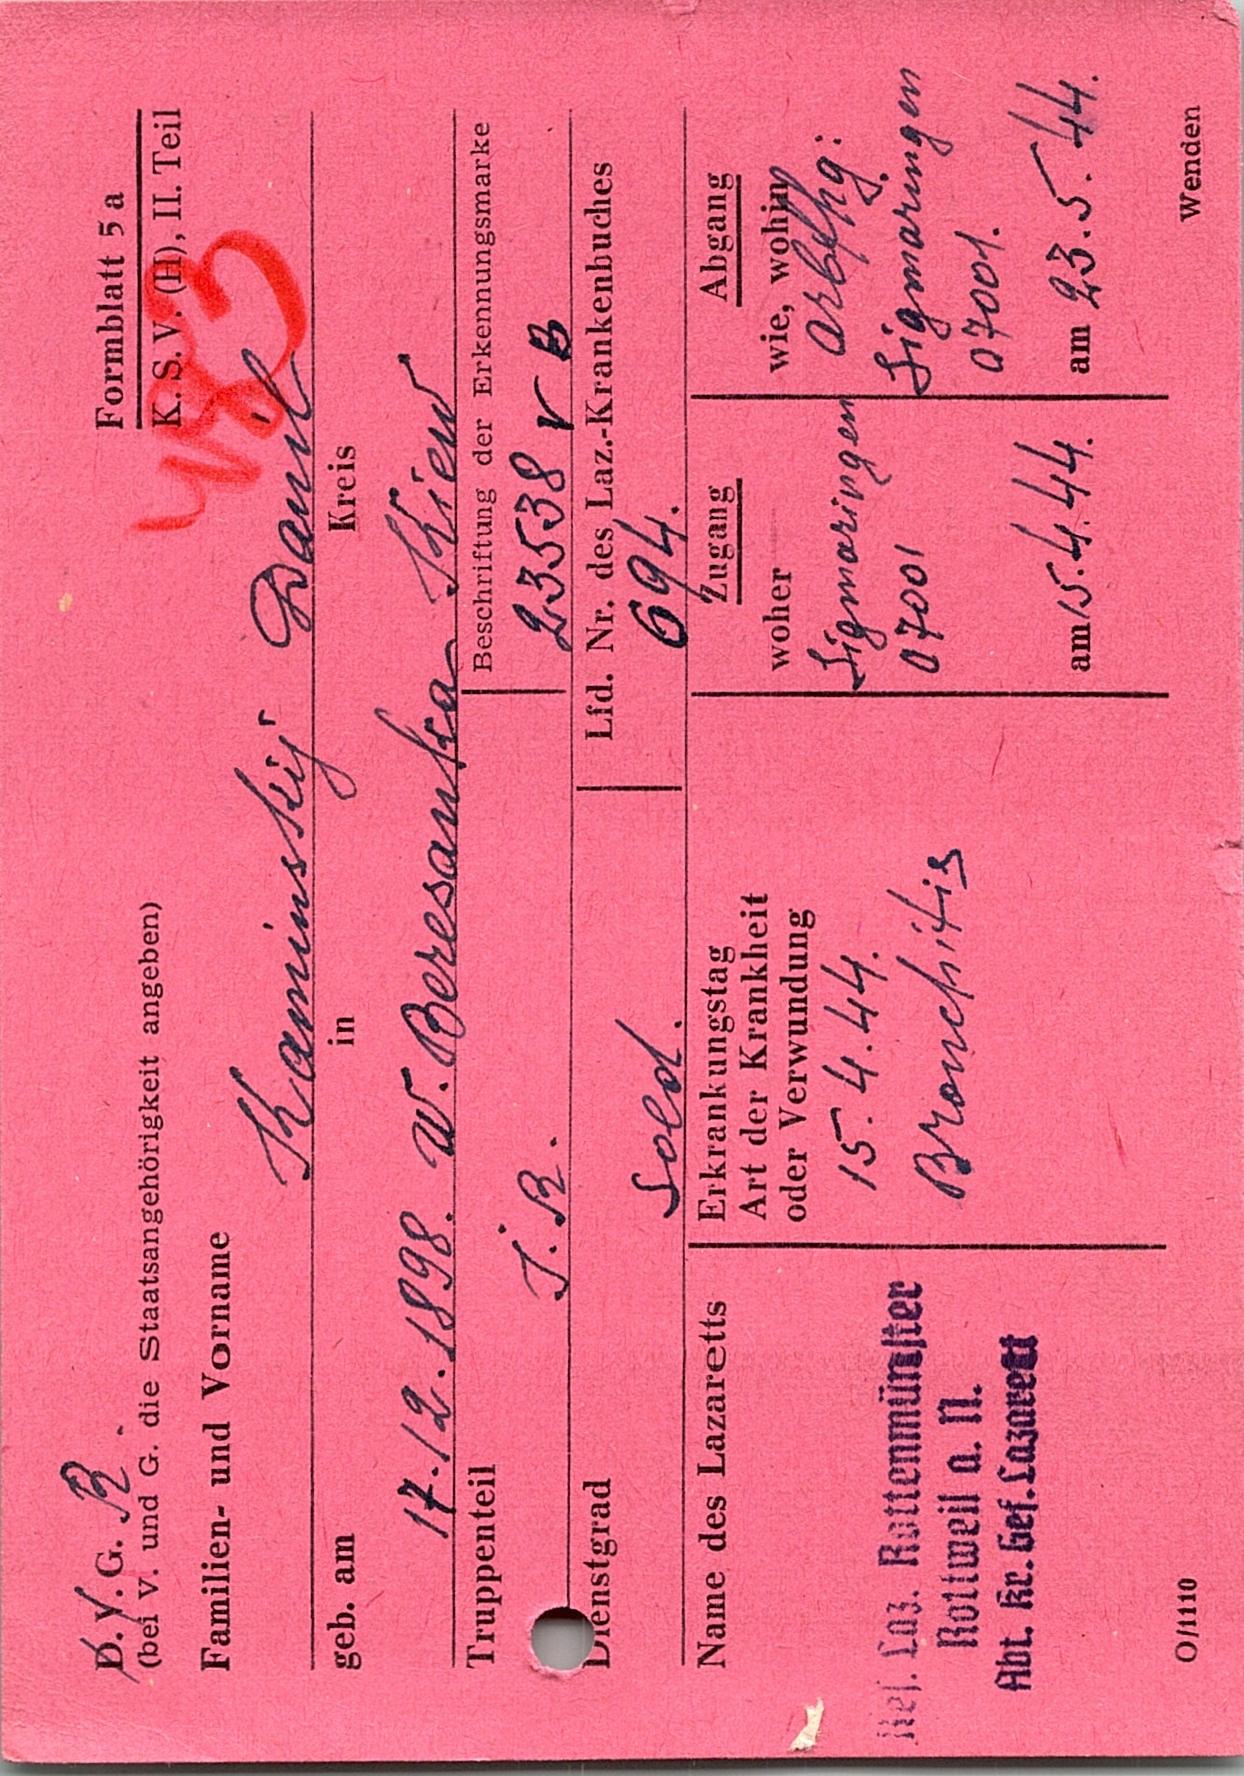 D. V. G. R.
Formblatt 5 a
(bei v. und G. die Staatsangehörigkeit angeben)
K. S. V. (H), II. Teil
Familien- und Vorname
Kaminskij Danil
geb. am in Kreis
17.12.1898. W. Beresanka Kiew
Truppenteil
Beschriftung der Erkennungsmarke
J. R.
23538 V B
Dienstgrad
Lfd. Nr. des Laz.-Krankenbuches
sold.
694.
Name des Lazaretts
Res. Laz. Rottenmünster
Rottweil a. N.
Abt. Kr. Gef. Lazarett
Erkrankungstag
Art der Krankheit
oder Verwundung
15.4.44.
Bronchitis
Zugang
woher
Sigmaringen
07001
am 15.4.44.
Abgang
wie, wohin
arbfhg:
Sigmaringen
07001.
am 23.5.44.
O/1110
Wenden